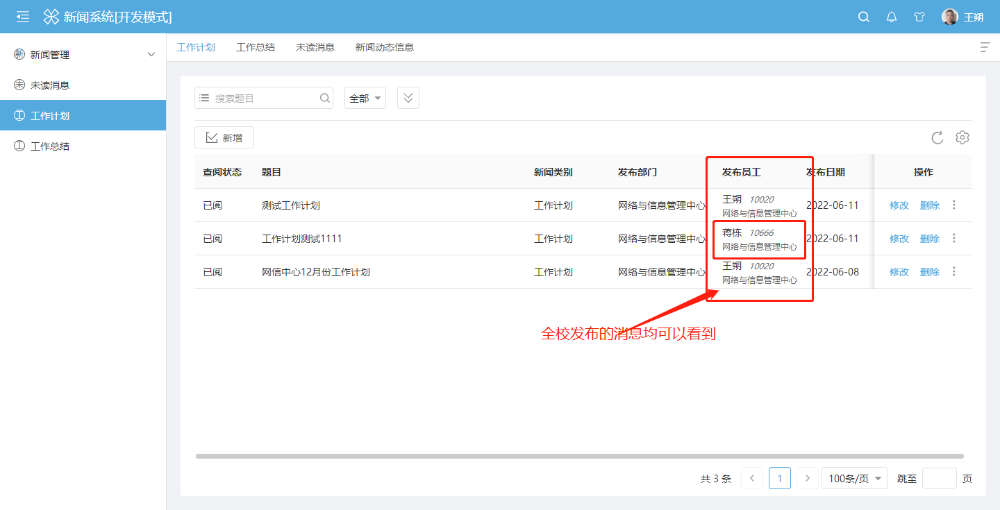 新闻系统[开发模式]
王朔
新 新闻管理
未 未读消息
工 工作计划
工 工作总结
工作计划 工作总结 未读消息 新闻动态信息
搜索题目 全部
新增
查阅状态 题目 新闻类别 发布部门 发布员工 发布日期 操作
王朔 10020
已阅 测试工作计划 工作计划 网络与信息管理中心 2022-06-11 修改 删除
网络与信息管理中心
蒋栋 10666
已阅 工作计划测试1111 工作计划 网络与信息管理中心 2022-06-11 修改 删除
网络与信息管理中心
王朔 10020
已阅 网信中心12月份工作计划 工作计划 网络与信息管理中心 2022-06-08 修改 删除
网络与信息管理中心
全校发布的消息均可以看到
共 3 条 1 100条/页 跳至 页